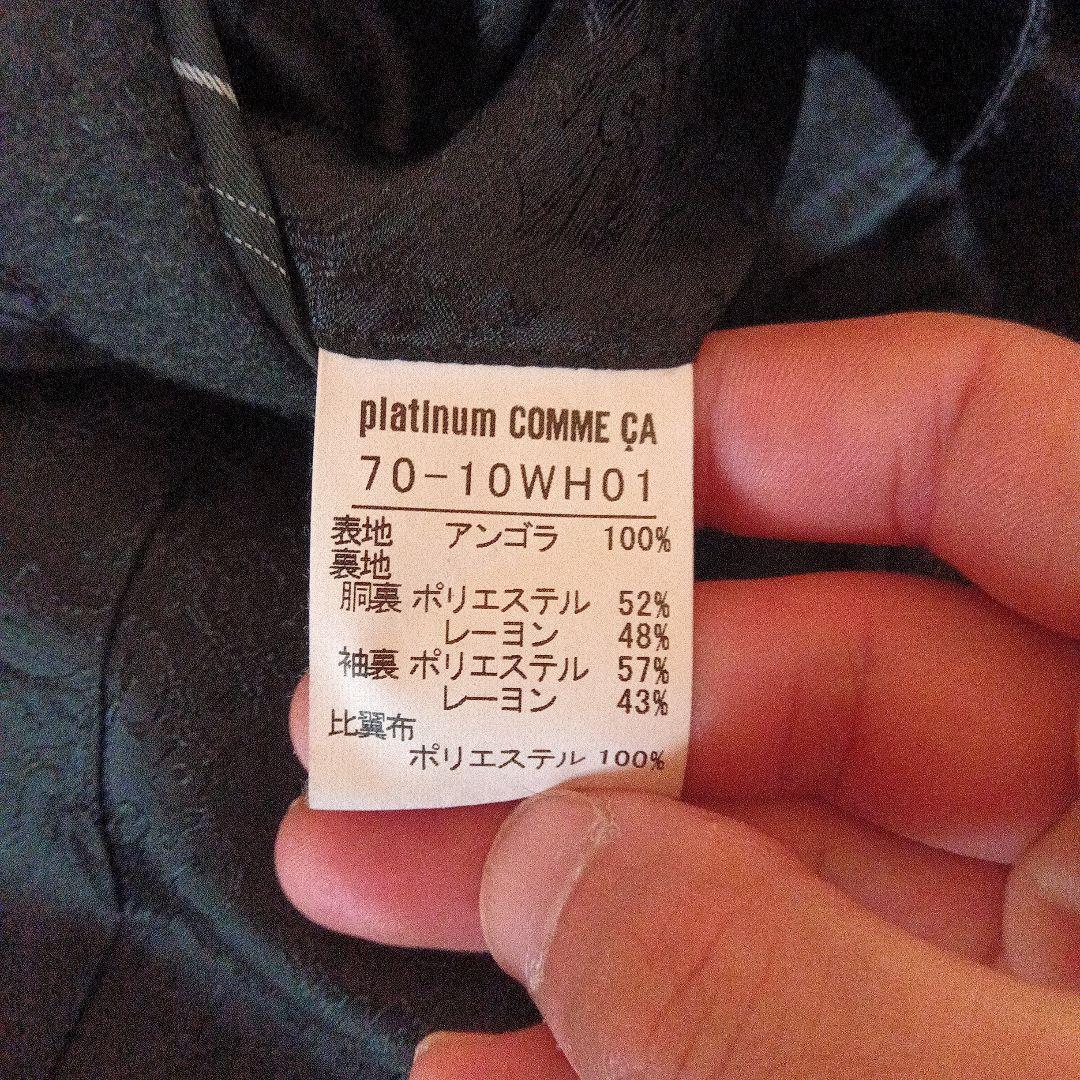 platinum COMME ÇA
70-10WH01
表地 アンゴラ 100%
裏地
胴裏 ポリエステル 52%
レーヨン 48%
袖裏 ポリエステル 57%
レーヨン 43%
比翼布
ポリエステル 100%